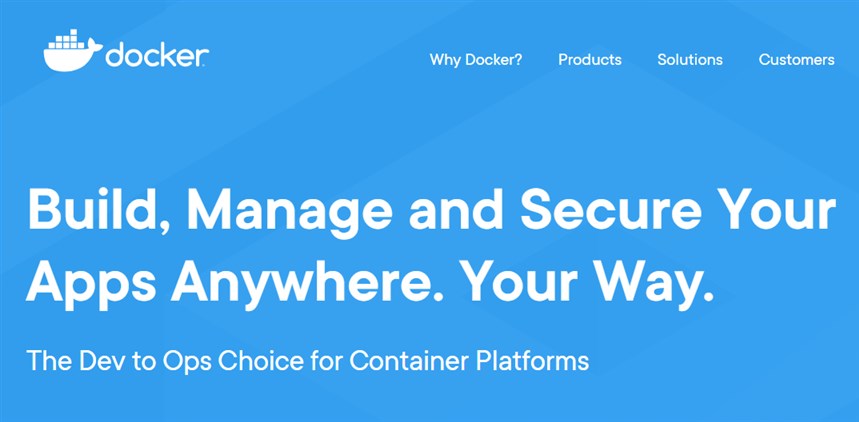 docker
Why Docker? Products Solutions Customers
Build, Manage and Secure Your
Apps Anywhere. Your Way.
The Dev to Ops Choice for Container Platforms